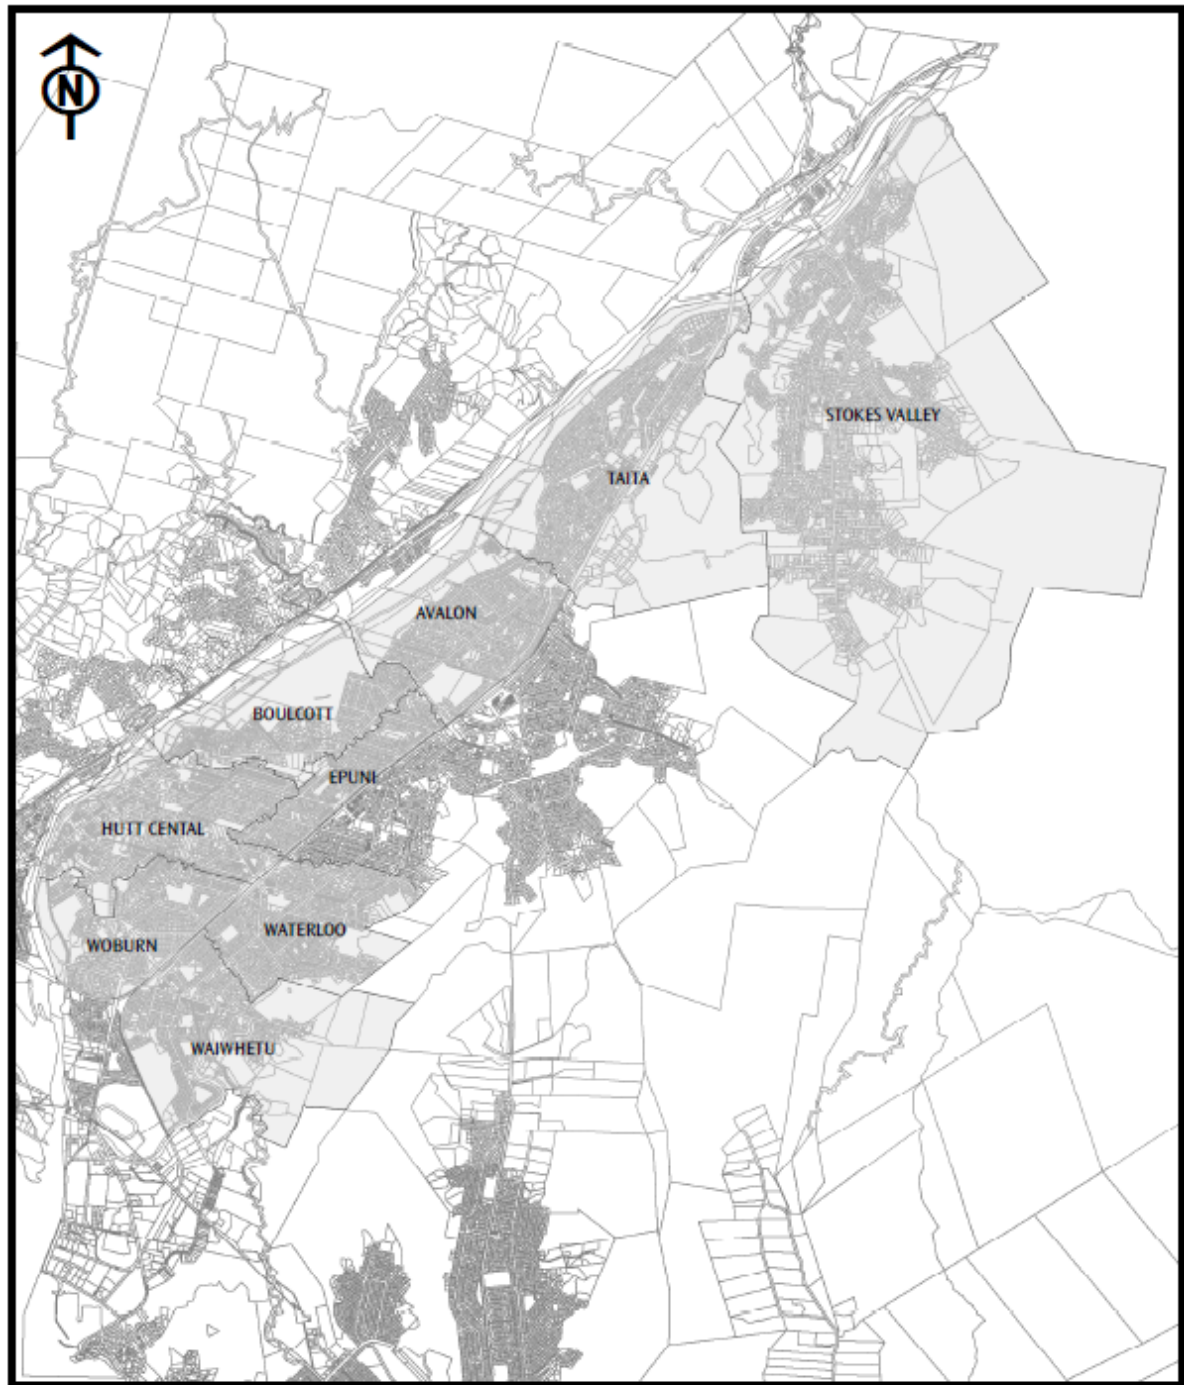 N
STOKES VALLEY
TAITA
AVALON
BOULCOTT
EPUNI
HUTT CENTAL
WATERLOO
WOBURN
WAIWHETU